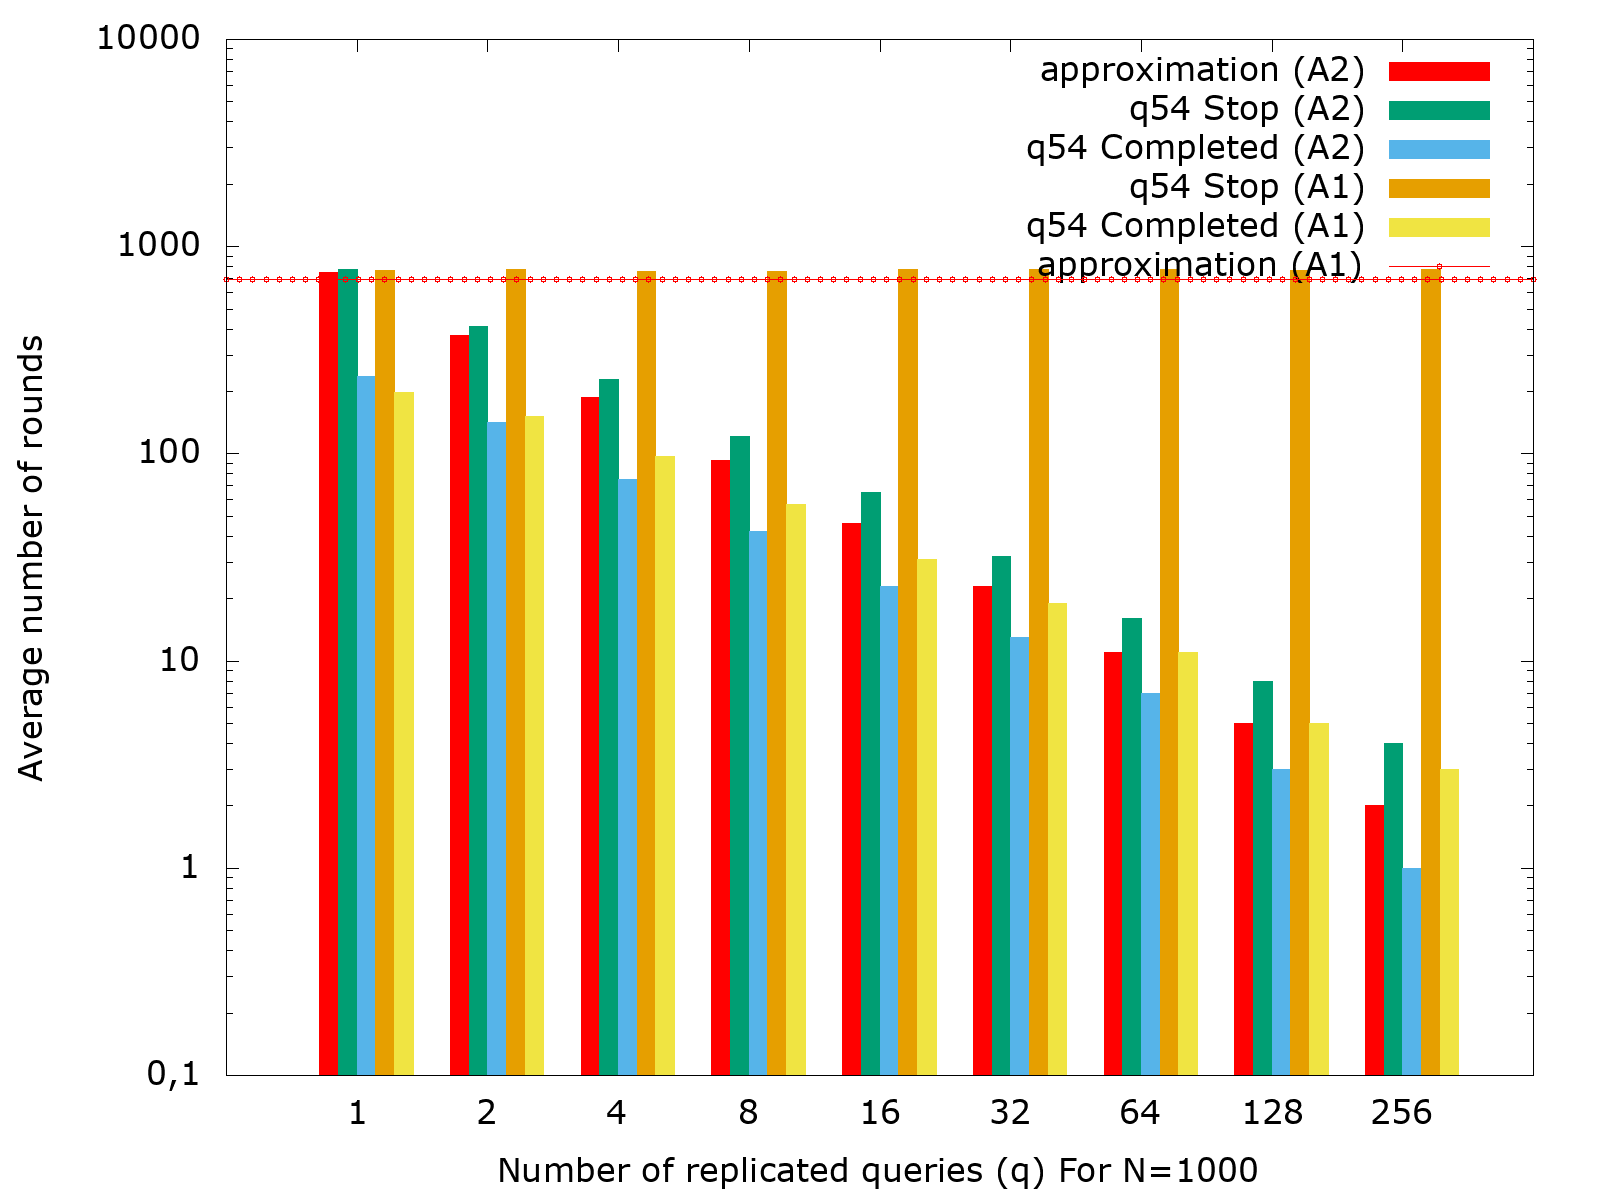 10000
1000
100
10
1
0,1
Average number of rounds
approximation (A2)
q54 Stop (A2)
q54 Completed (A2)
q54 Stop (A1)
q54 Completed (A1)
approximation (A1)
1 2 4 8 16 32 64 128 256
Number of replicated queries (q) For N=1000